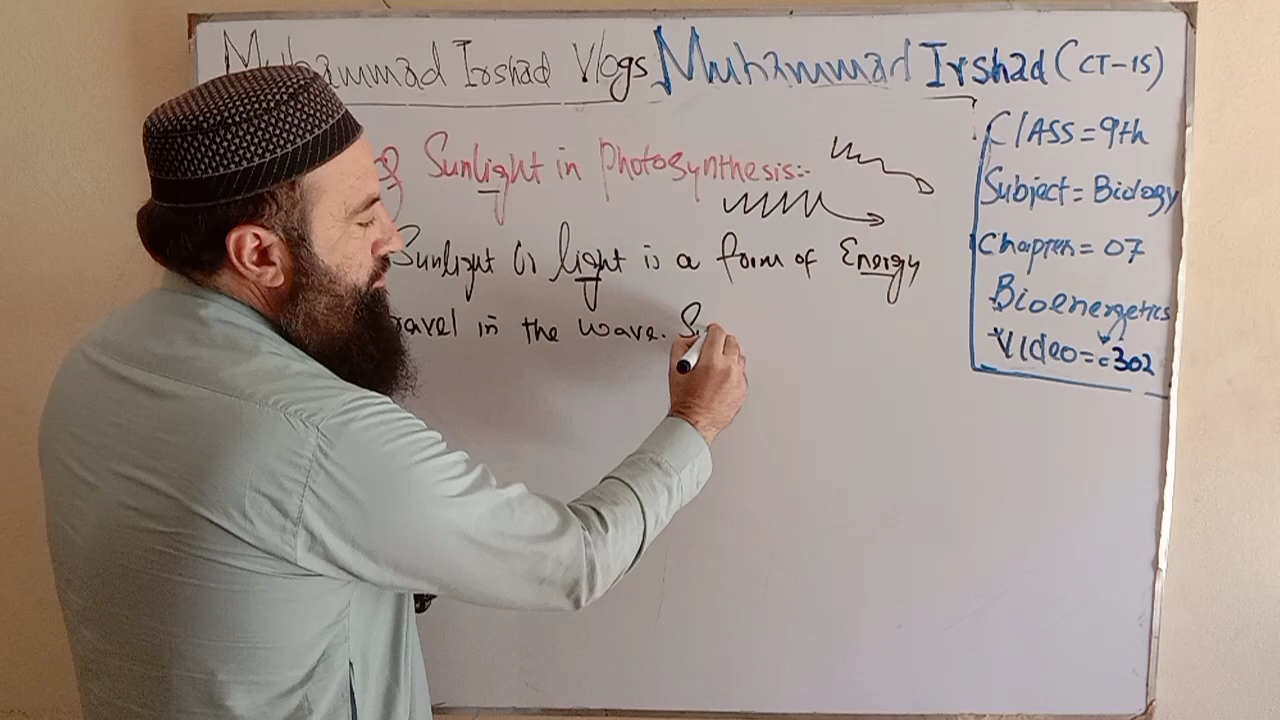 Muhammad Irshad Vlogs Muhammad Irshad (CT-15)
Sunlight in Photosynthesis:-
Sunlight Or light is a form of Energy
ravel in the wave. S
CLASS = 9th
Subject = Biology
Chapter = 07
Bioenergetics
Video = 302